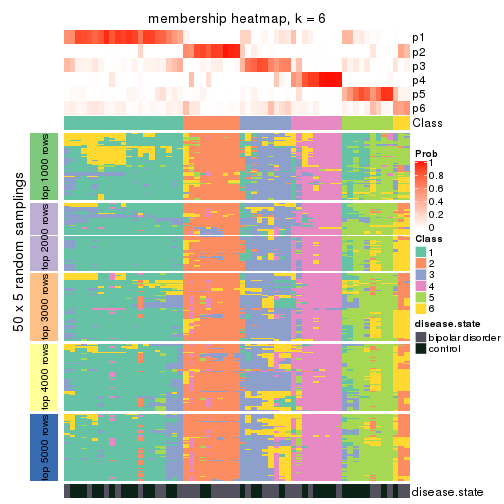 membership heatmap, k = 6
p1
p2
p3
p4
p5
p6
Class
50 x 5 random samplings
top 1000 rows
top 2000 rows
top 3000 rows
top 4000 rows
top 5000 rows
Prob
1
0.8
0.6
0.4
0.2
0
Class
1
2
3
4
5
6
disease.state
bipolar disorder
control
disease.state